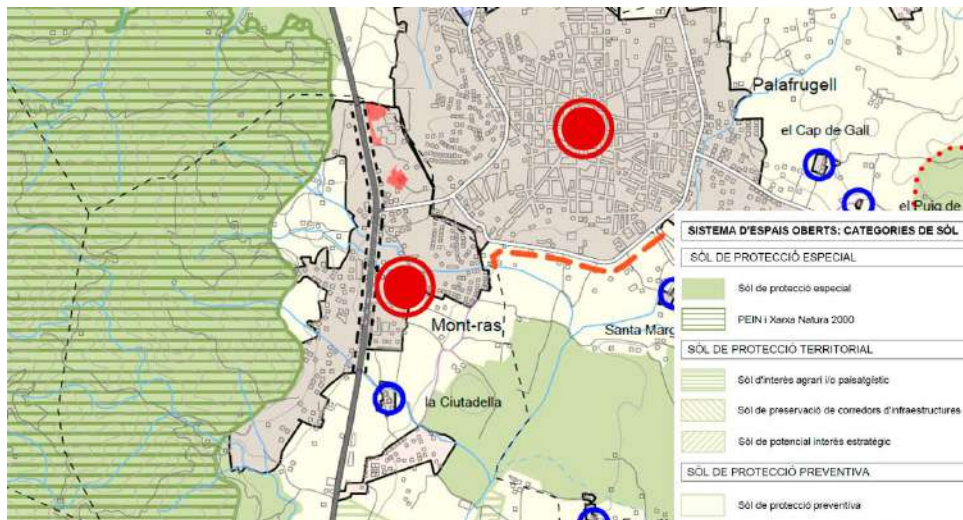 Palafrugell
el Cap de Gall
el Puig de
Mont-ras
Santa Marg
la Ciutadella
SISTEMA D'ESPAIS OBERTS: CATEGORIES DE SÒL
SÒL DE PROTECCIÓ ESPECIAL
Sòl de protecció especial
PEIN i Xarxa Natura 2000
SÒL DE PROTECCIÓ TERRITORIAL
Sòl d'interès agrari i/o paisatgístic
Sòl de preservació de corredors d'infraestructures
Sòl de potencial interès estratègic
SÒL DE PROTECCIÓ PREVENTIVA
Sòl de protecció preventiva